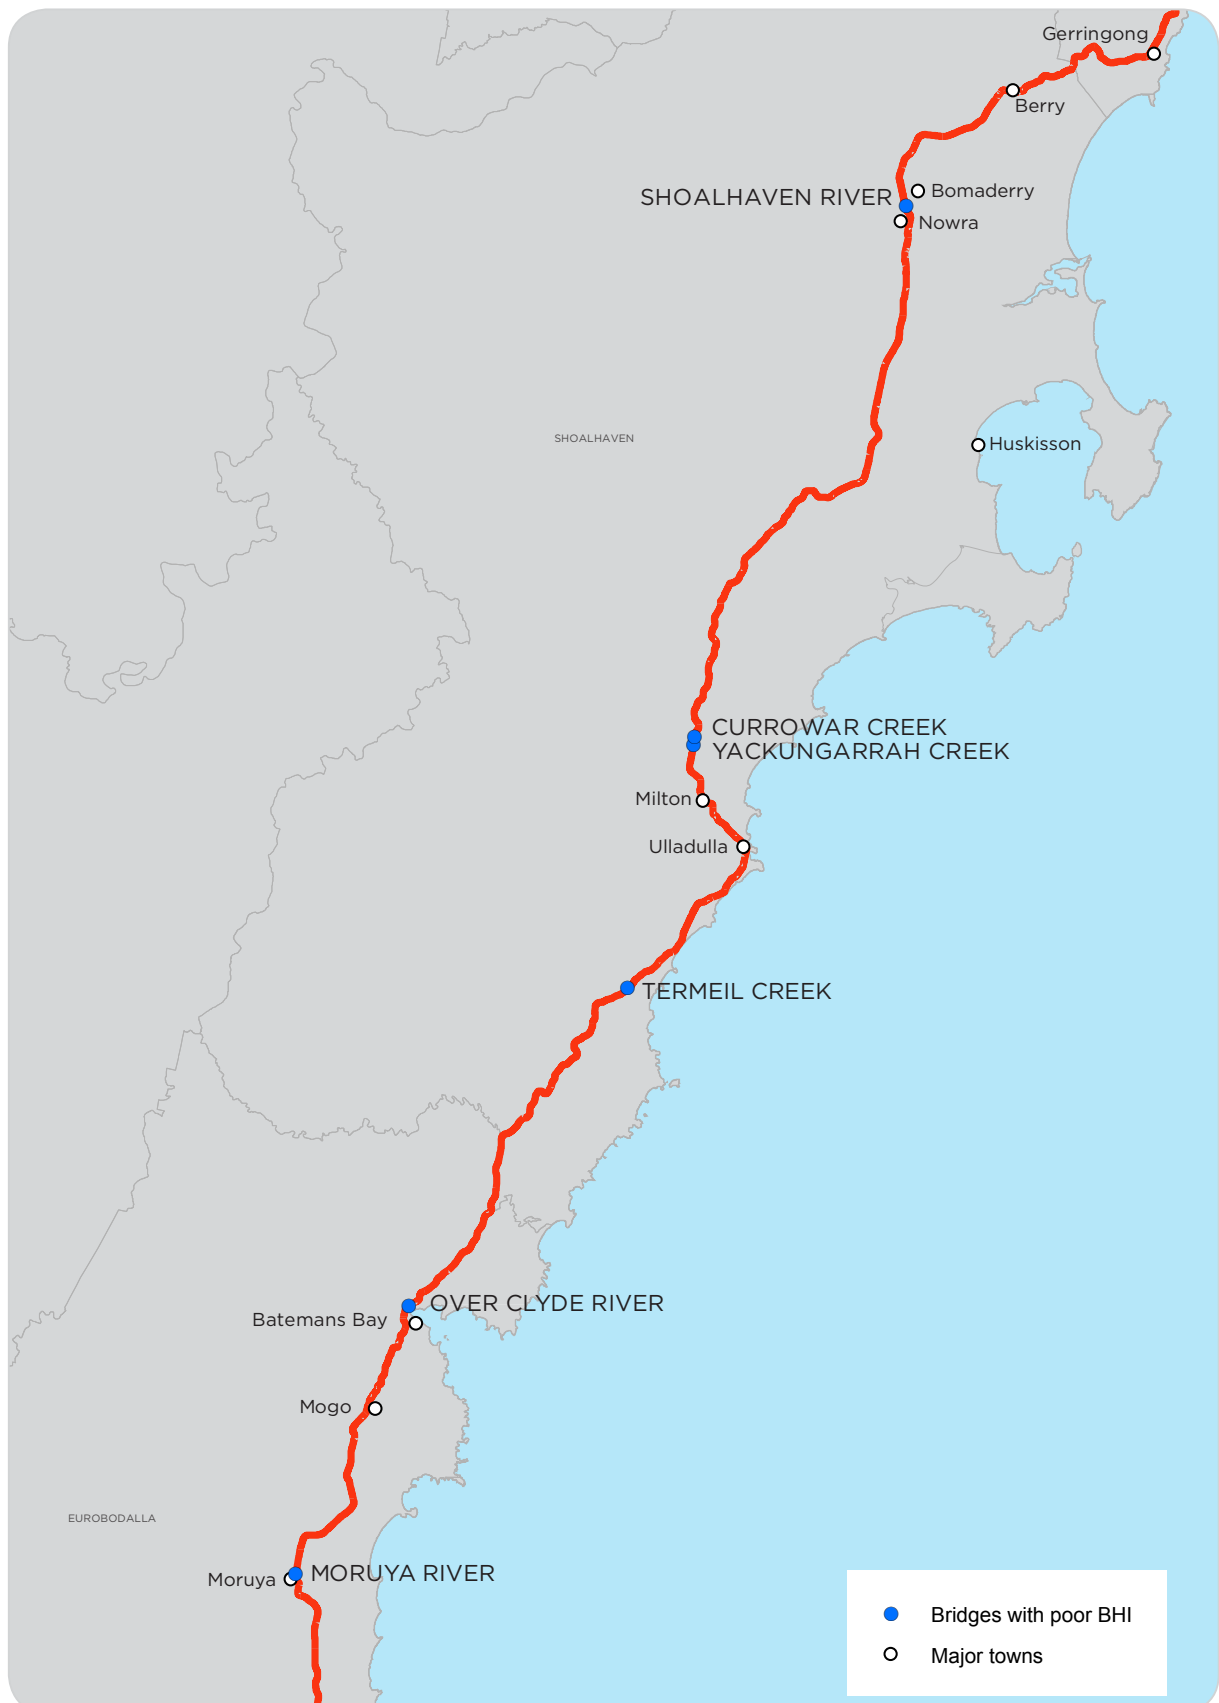 Gerringong
Berry
Bomaderry
SHOALHAVEN RIVER
Nowra
SHOALHAVEN
Huskisson
CURROWAR CREEK
YACKUNGARRAH CREEK
Milton
Ulladulla
TERMEIL CREEK
OVER CLYDE RIVER
Batemans Bay
Mogo
EUROBODALLA
MORUYA RIVER
Moruya
Bridges with poor BHI
Major towns